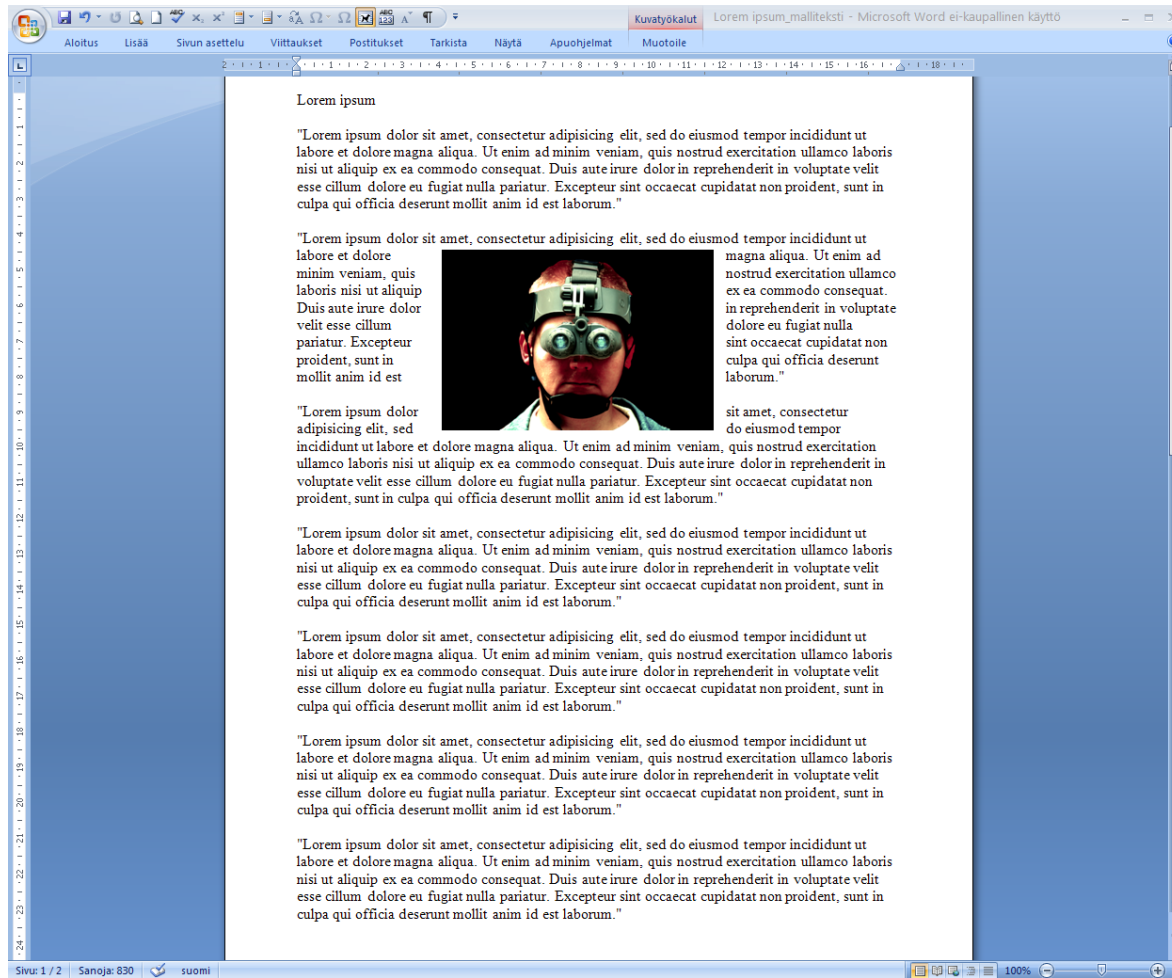 Kuvatyökalut
Lorem ipsum_malliteksti - Microsoft Word ei-kaupallinen käyttö
Aloitus Lisää Sivun asettelu Viittaukset Postitukset Tarkista Näytä Apuohjelmat Muotoile
2 1 1 2 3 4 5 6 7 8 9 10 11 12 13 14 15 16 18
Lorem ipsum
"Lorem ipsum dolor sit amet, consectetur adipisicing elit, sed do eiusmod tempor incididunt ut
labore et dolore magna aliqua. Ut enim ad minim veniam, quis nostrud exercitation ullamco laboris
nisi ut aliquip ex ea commodo consequat. Duis aute irure dolor in reprehenderit in voluptate velit
esse cillum dolore eu fugiat nulla pariatur. Excepteur sint occaecat cupidatat non proident, sunt in
culpa qui officia deserunt mollit anim id est laborum."
"Lorem ipsum dolor sit amet, consectetur adipisicing elit, sed do eiusmod tempor incididunt ut
labore et dolore magna aliqua. Ut enim ad
minim veniam, quis nostrud exercitation ullamco
laboris nisi ut aliquip ex ea commodo consequat.
Duis aute irure dolor in reprehenderit in voluptate
velit esse cillum dolore eu fugiat nulla
pariatur. Excepteur sint occaecat cupidatat non
proident, sunt in culpa qui officia deserunt
mollit anim id est laborum."
"Lorem ipsum dolor sit amet, consectetur
adipisicing elit, sed do eiusmod tempor
incididunt ut labore et dolore magna aliqua. Ut enim ad minim veniam, quis nostrud exercitation
ullamco laboris nisi ut aliquip ex ea commodo consequat. Duis aute irure dolor in reprehenderit in
voluptate velit esse cillum dolore eu fugiat nulla pariatur. Excepteur sint occaecat cupidatat non
proident, sunt in culpa qui officia deserunt mollit anim id est laborum."
"Lorem ipsum dolor sit amet, consectetur adipisicing elit, sed do eiusmod tempor incididunt ut
labore et dolore magna aliqua. Ut enim ad minim veniam, quis nostrud exercitation ullamco laboris
nisi ut aliquip ex ea commodo consequat. Duis aute irure dolor in reprehenderit in voluptate velit
esse cillum dolore eu fugiat nulla pariatur. Excepteur sint occaecat cupidatat non proident, sunt in
culpa qui officia deserunt mollit anim id est laborum."
"Lorem ipsum dolor sit amet, consectetur adipisicing elit, sed do eiusmod tempor incididunt ut
labore et dolore magna aliqua. Ut enim ad minim veniam, quis nostrud exercitation ullamco laboris
nisi ut aliquip ex ea commodo consequat. Duis aute irure dolor in reprehenderit in voluptate velit
esse cillum dolore eu fugiat nulla pariatur. Excepteur sint occaecat cupidatat non proident, sunt in
culpa qui officia deserunt mollit anim id est laborum."
"Lorem ipsum dolor sit amet, consectetur adipisicing elit, sed do eiusmod tempor incididunt ut
labore et dolore magna aliqua. Ut enim ad minim veniam, quis nostrud exercitation ullamco laboris
nisi ut aliquip ex ea commodo consequat. Duis aute irure dolor in reprehenderit in voluptate velit
esse cillum dolore eu fugiat nulla pariatur. Excepteur sint occaecat cupidatat non proident, sunt in
culpa qui officia deserunt mollit anim id est laborum."
"Lorem ipsum dolor sit amet, consectetur adipisicing elit, sed do eiusmod tempor incididunt ut
labore et dolore magna aliqua. Ut enim ad minim veniam, quis nostrud exercitation ullamco laboris
nisi ut aliquip ex ea commodo consequat. Duis aute irure dolor in reprehenderit in voluptate velit
esse cillum dolore eu fugiat nulla pariatur. Excepteur sint occaecat cupidatat non proident, sunt in
culpa qui officia deserunt mollit anim id est laborum."
Sivu: 1 / 2 Sanoja: 830 suomi 100%